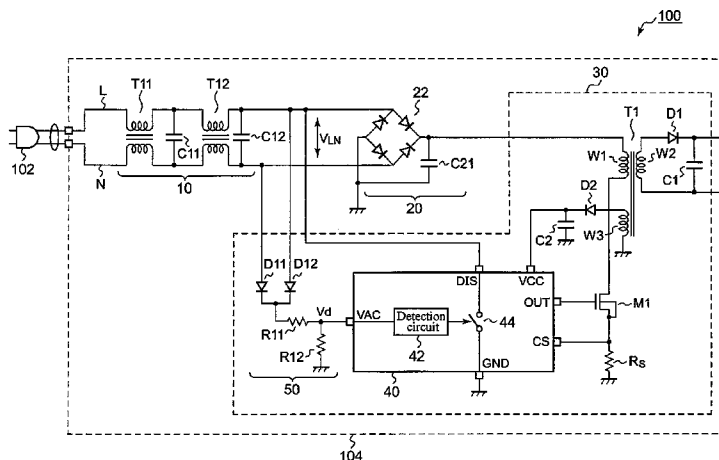 100
30
L
T11
T12
22
T1
D1
102
C11
C12
VLN
C21
W1
W2
C1
N
10
20
D2
C2
W3
D11
D12
DIS
VCC
OUT
M1
Vd
VAC
Detection
circuit
42
44
R11
R12
CS
GND
RS
50
40
104